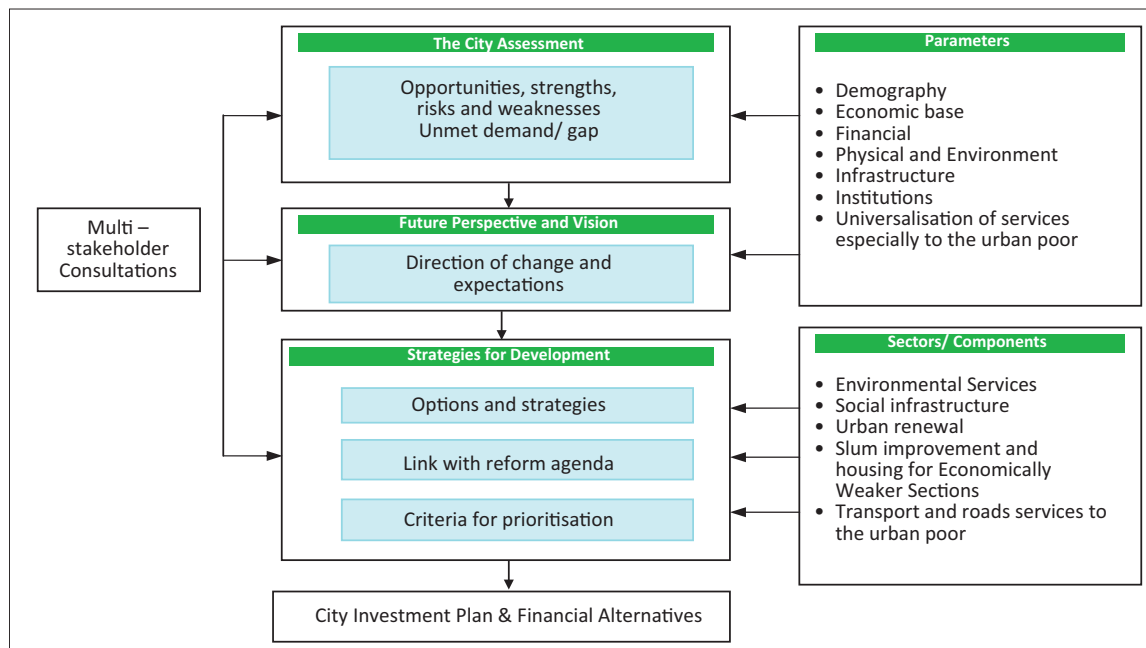 The City Assessment
Opportunities, strengths,
risks and weaknesses
Unmet demand/ gap
Parameters
• Demography
• Economic base
• Financial
• Physical and Environment
• Infrastructure
• Institutions
• Universalisation of services
especially to the urban poor
Multi –
stakeholder
Consultations
Future Perspective and Vision
Direction of change and
expectations
Strategies for Development
Options and strategies
Link with reform agenda
Criteria for prioritisation
Sectors/ Components
• Environmental Services
• Social infrastructure
• Urban renewal
• Slum improvement and
housing for Economically
Weaker Sections
• Transport and roads services to
the urban poor
City Investment Plan & Financial Alternatives